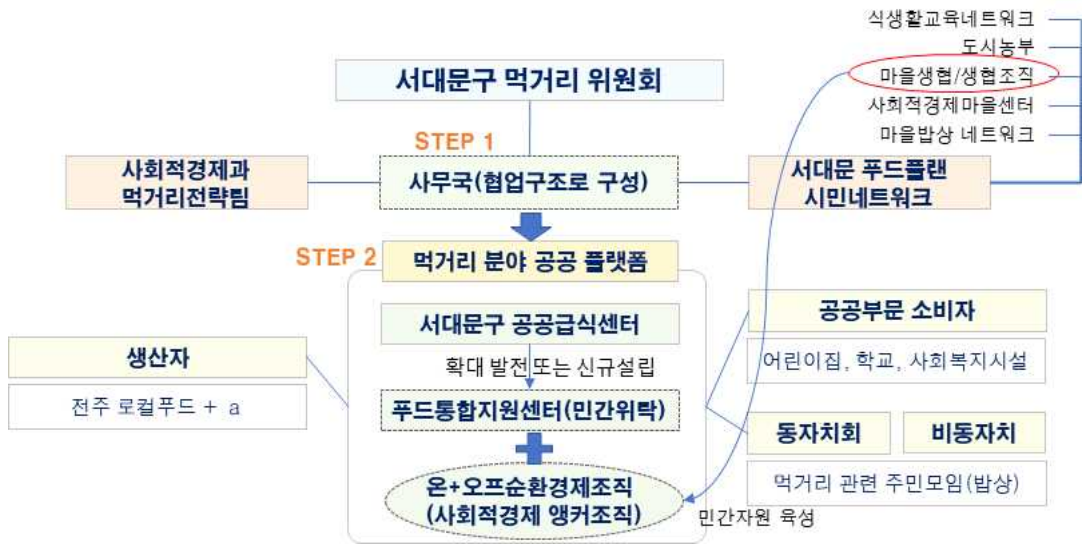 식생활교육네트워크
도시농부
마을생협/생협조직
사회적경제마을센터
마을밥상 네트워크
서대문구 먹거리 위원회
STEP 1
사회적경제과
먹거리전략팀
사무국(협업구조로 구성)
서대문 푸드플랜
시민네트워크
STEP 2
먹거리 분야 공공 플랫폼
서대문구 공공급식센터
확대 발전 또는 신규설립
푸드통합지원센터(민간위탁)
온+오프순환경제조직
(사회적경제 앵커조직)
생산자
전주 로컬푸드 + a
공공부문 소비자
어린이집, 학교, 사회복지시설
동자치회
비동자치
먹거리 관련 주민모임(밥상)
민간자원 육성